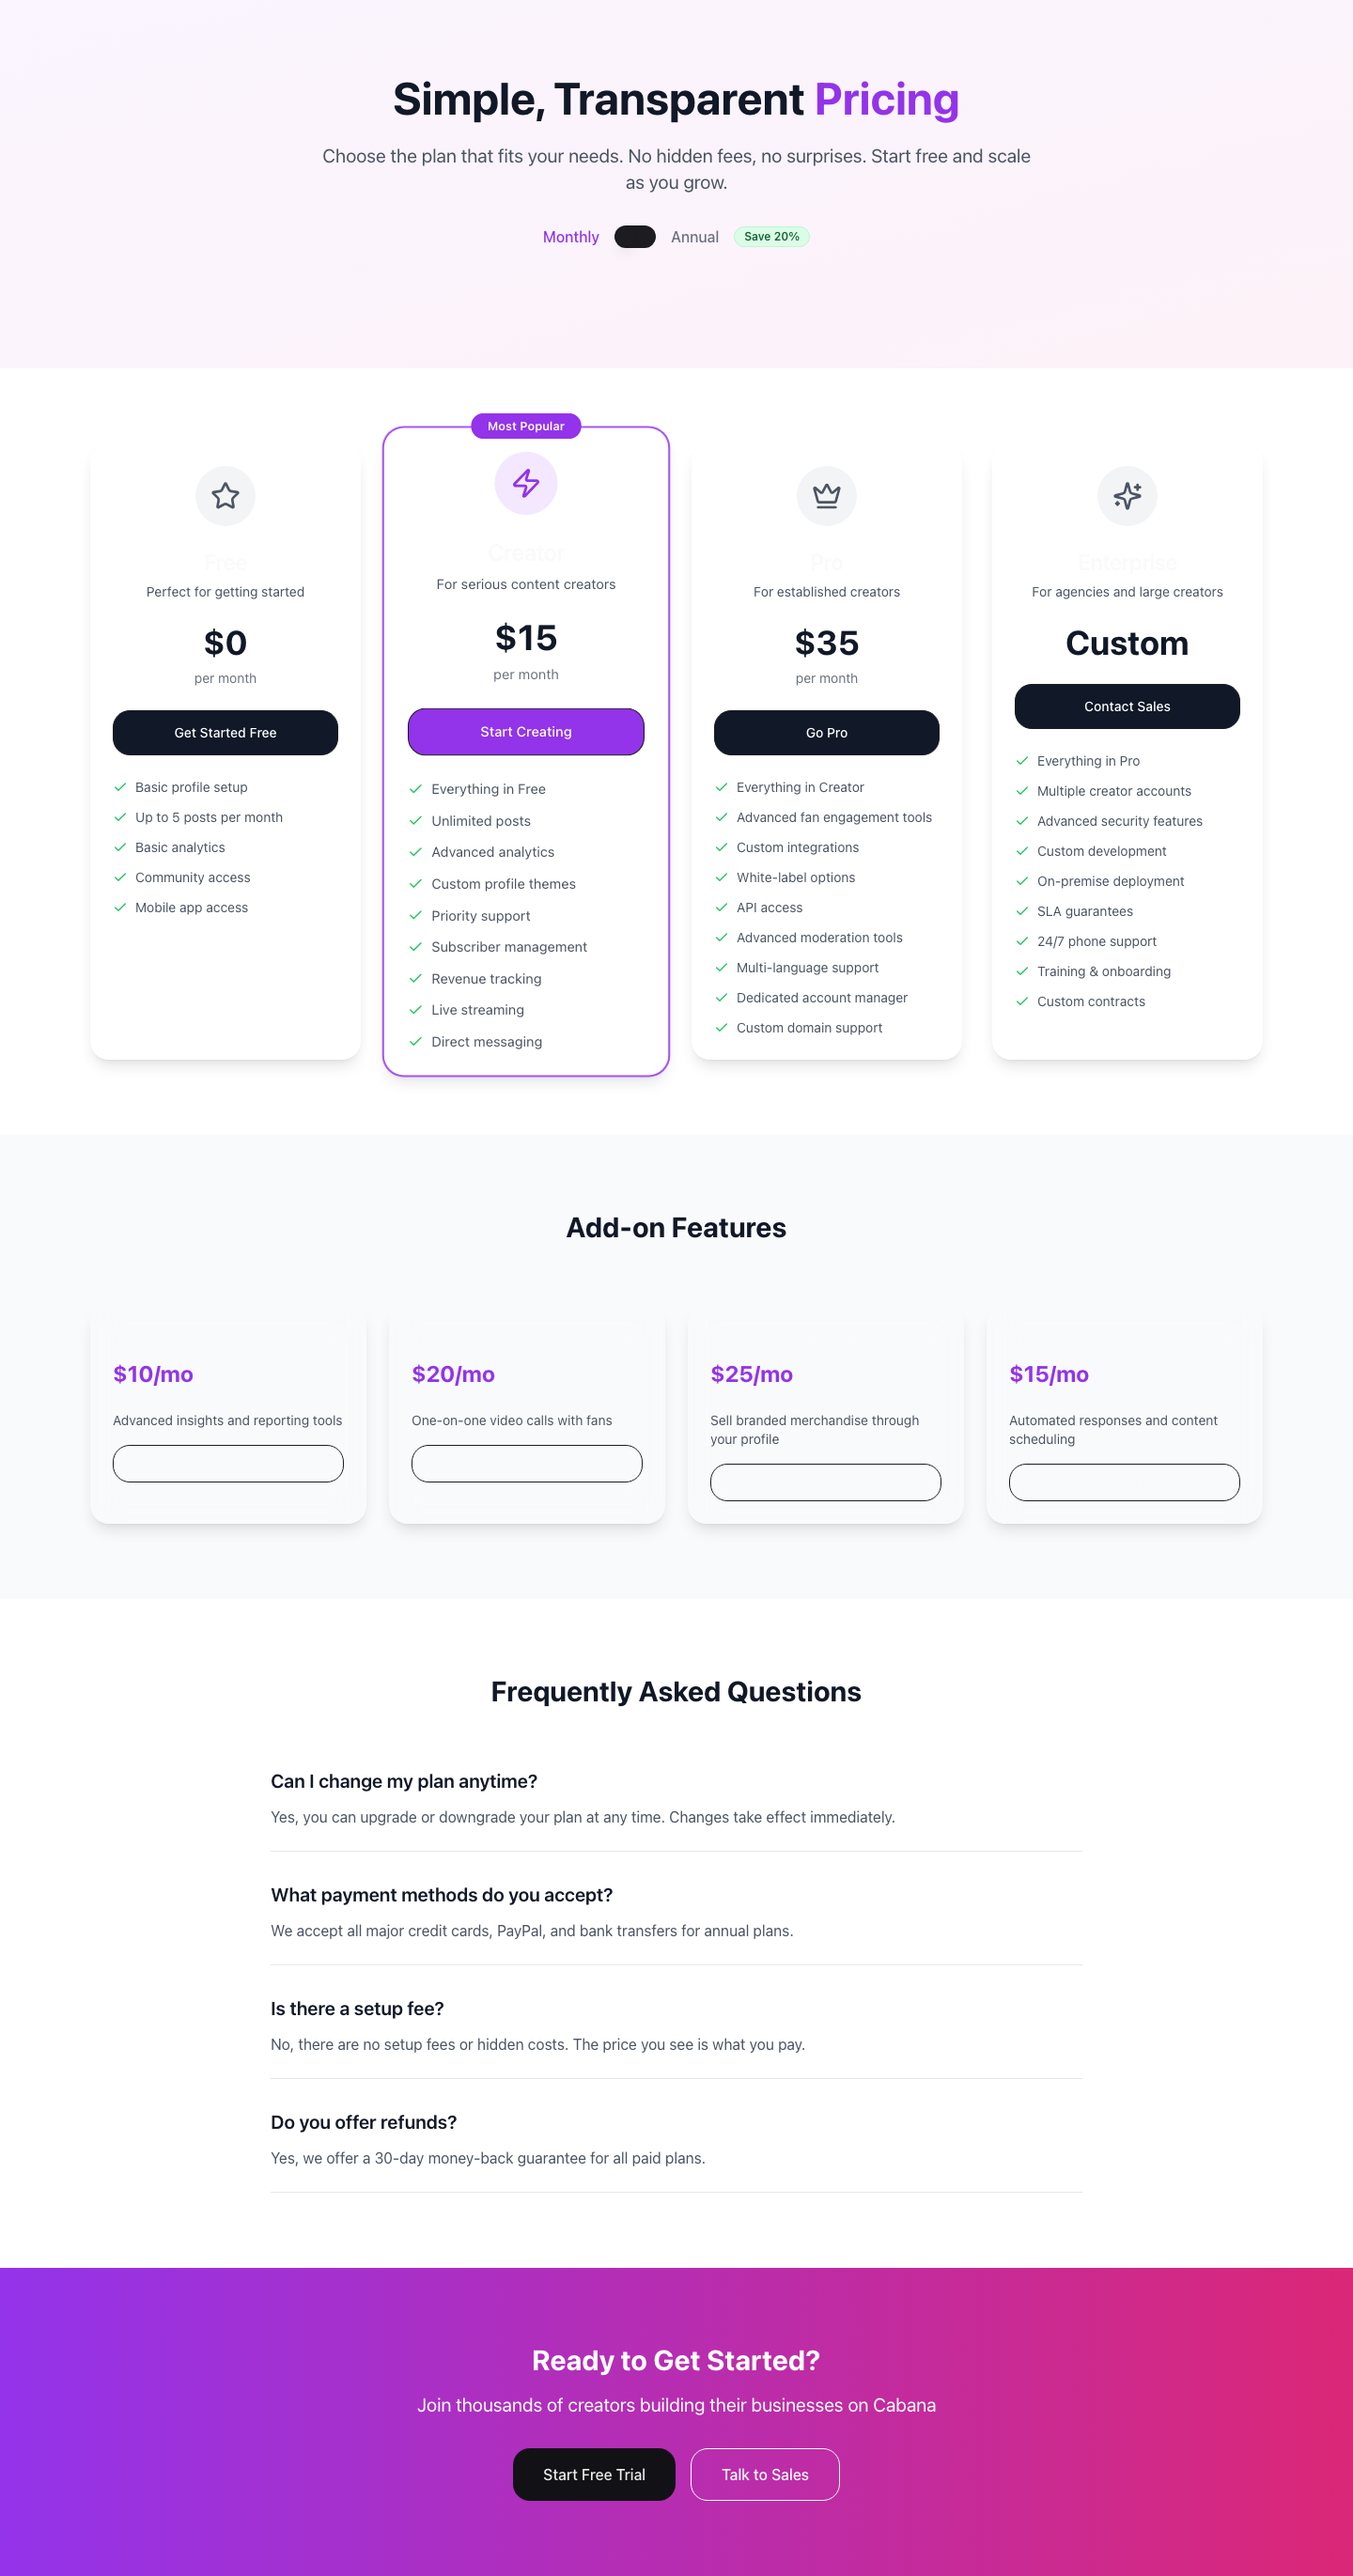 Simple, Transparent Pricing
Choose the plan that fits your needs. No hidden fees, no surprises. Start free and scale
as you grow.
Monthly
Annual
Save 20%
Free
Perfect for getting started
$0
per month
Get Started Free
Basic profile setup
Up to 5 posts per month
Basic analytics
Community access
Mobile app access
Most Popular
Creator
For serious content creators
$15
per month
Start Creating
Everything in Free
Unlimited posts
Advanced analytics
Custom profile themes
Priority support
Subscriber management
Revenue tracking
Live streaming
Direct messaging
Pro
For established creators
$35
per month
Go Pro
Everything in Creator
Advanced fan engagement tools
Custom integrations
White-label options
API access
Advanced moderation tools
Multi-language support
Dedicated account manager
Custom domain support
Enterprise
For agencies and large creators
Custom
Contact Sales
Everything in Pro
Multiple creator accounts
Advanced security features
Custom development
On-premise deployment
SLA guarantees
24/7 phone support
Training & onboarding
Custom contracts
Add-on Features
$10/mo
Advanced insights and reporting tools
$20/mo
One-on-one video calls with fans
$25/mo
Sell branded merchandise through
your profile
$15/mo
Automated responses and content
scheduling
Frequently Asked Questions
Can I change my plan anytime?
Yes, you can upgrade or downgrade your plan at any time. Changes take effect immediately.
What payment methods do you accept?
We accept all major credit cards, PayPal, and bank transfers for annual plans.
Is there a setup fee?
No, there are no setup fees or hidden costs. The price you see is what you pay.
Do you offer refunds?
Yes, we offer a 30-day money-back guarantee for all paid plans.
Ready to Get Started?
Join thousands of creators building their businesses on Cabana
Start Free Trial
Talk to Sales